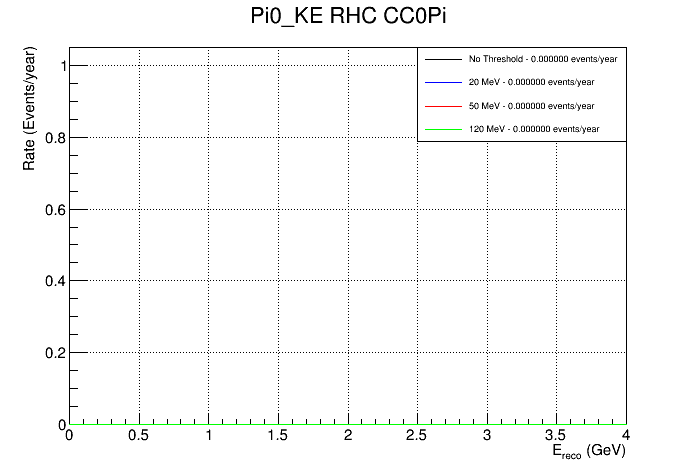 Pi0_KE RHC CC0Pi
Rate (Events/year)
No Threshold - 0.000000 events/year
20 MeV - 0.000000 events/year
50 MeV - 0.000000 events/year
120 MeV - 0.000000 events/year
1
0.8
0.6
0.4
0.2
0
0 0.5 1 1.5 2 2.5 3 3.5 4
E_reco (GeV)